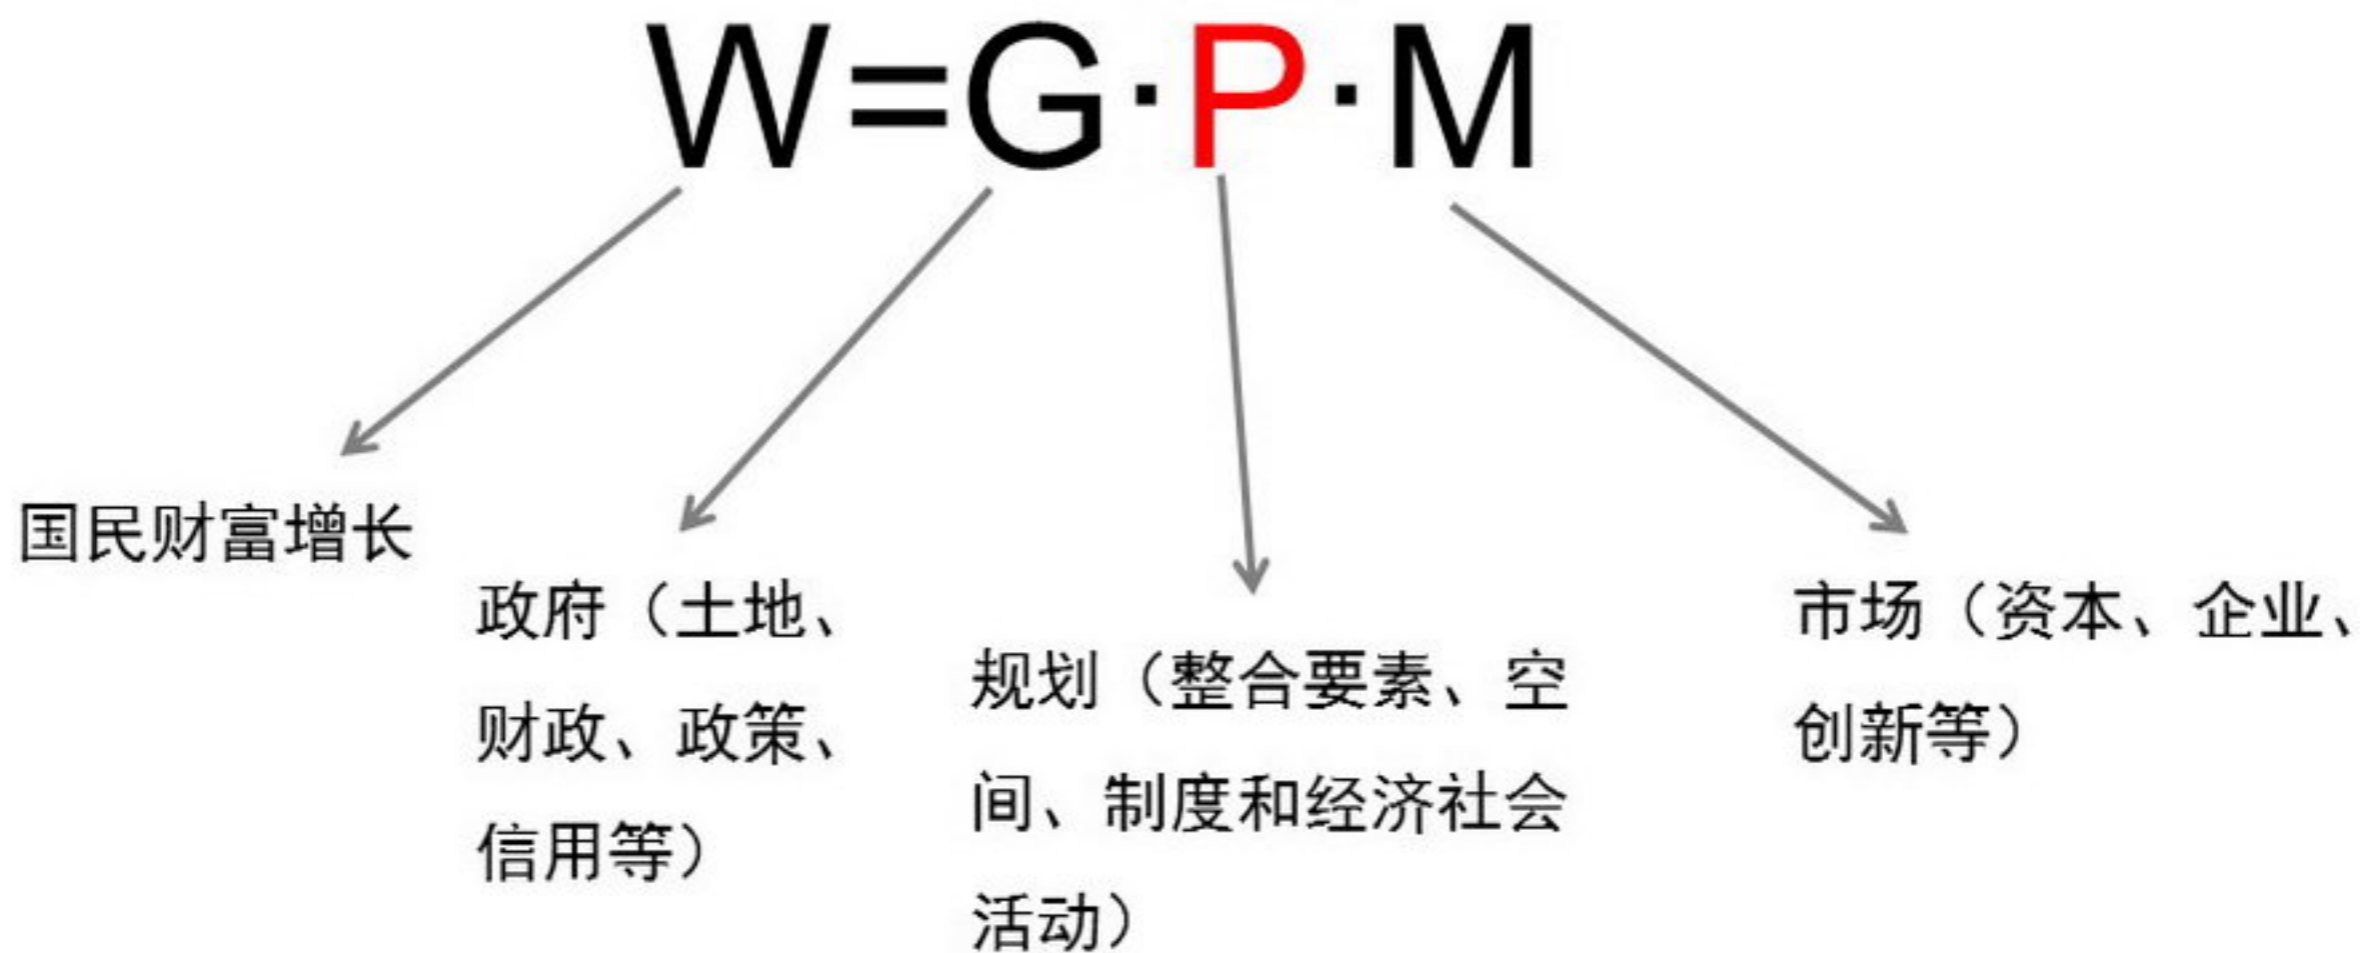 W=G·P·M
国民财富增长
政府（土地、
财政、政策、
信用等）
规划（整合要素、空
间、制度和经济社会
活动）
市场（资本、企业、
创新等）